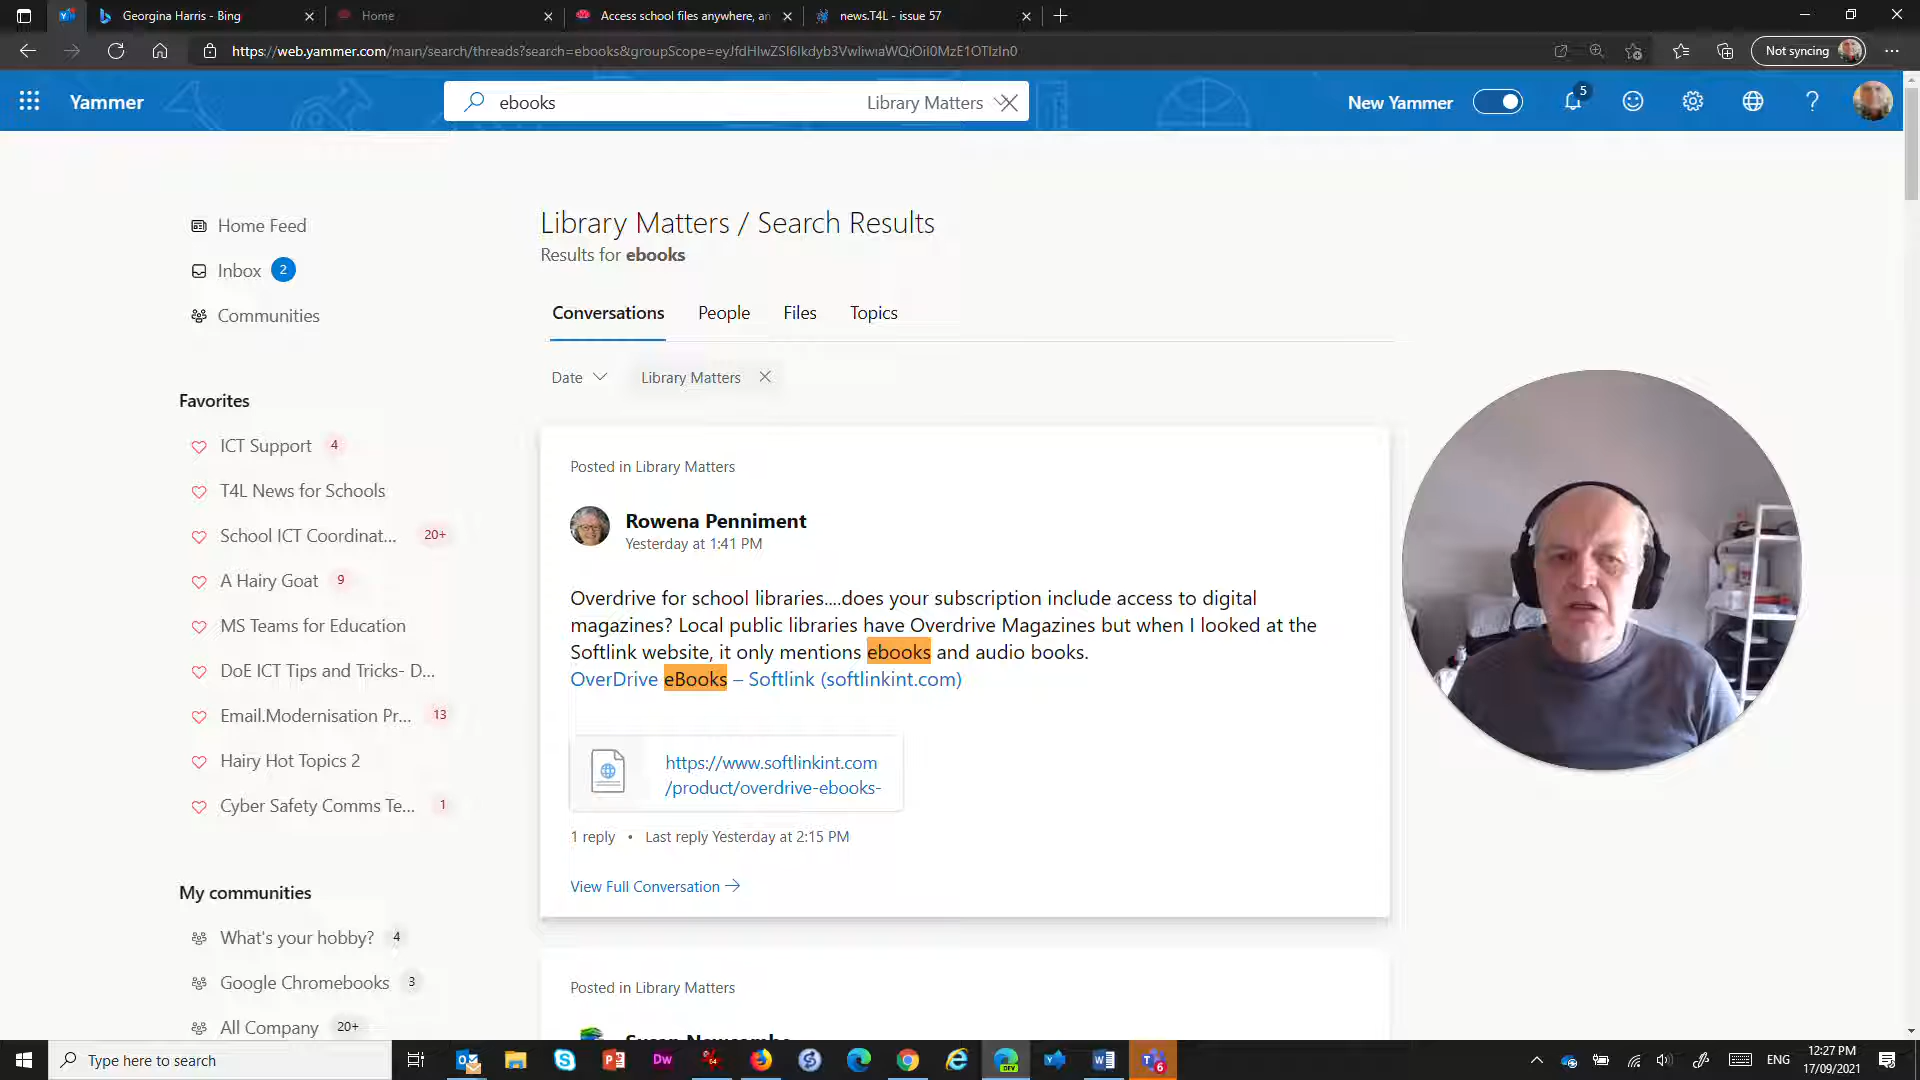 Georgina Harris - Bing
Home
Access school files anywhere, an
news.T4L - issue 57
https://web.yammer.com/main/search/threads?search=ebooks&groupScope=
Not syncing
Yammer
ebooks
Library Matters
New Yammer
5
Home Feed
Inbox 2
Communities
Favorites
ICT Support 4
T4L News for Schools
School ICT Coordinat... 20+
A Hairy Goat 9
MS Teams for Education
DoE ICT Tips and Tricks- D...
Email.Modernisation Pr... 13
Hairy Hot Topics 2
Cyber Safety Comms Te... 1
My communities
What's your hobby? 4
Google Chromebooks 3
All Company 20+
Library Matters / Search Results
Results for ebooks
Conversations People Files Topics
Date Library Matters
Posted in Library Matters
Rowena Penniment
Yesterday at 1:41 PM
Overdrive for school libraries....does your subscription include access to digital
magazines? Local public libraries have Overdrive Magazines but when I looked at the
Softlink website, it only mentions ebooks and audio books.
OverDrive eBooks – Softlink (softlinkint.com)
https://www.softlinkint.com
/product/overdrive-ebooks-
1 reply • Last reply Yesterday at 2:15 PM
View Full Conversation
Posted in Library Matters
Type here to search
Dw
ENG
12:27 PM
17/09/2021